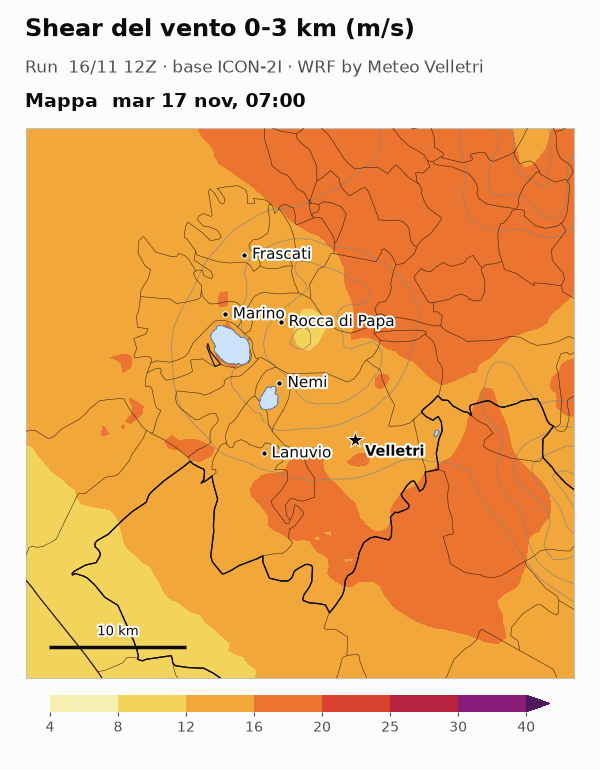 Shear del vento 0-3 km (m/s)
Run  16/11 12Z · base ICON-2I · WRF by Meteo Velletri
Mappa  mar 17 nov, 07:00
Frascati
Marino
Rocca di Papa
Nemi
Velletri
Lanuvio
10 km
4 8 12 16 20 25 30 40